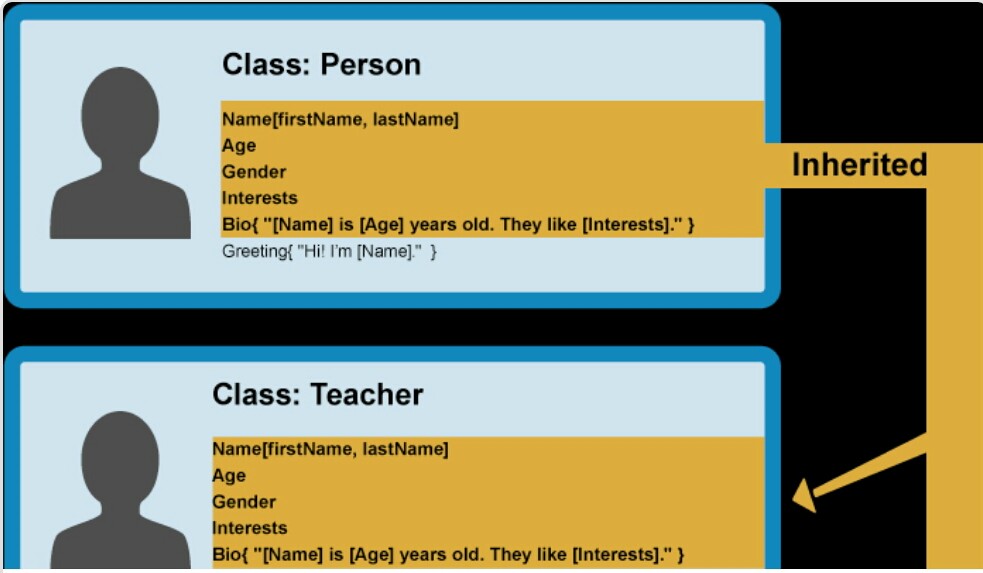 Class: Person
Name[firstName, lastName]
Age
Gender
Interests
Bio{ "[Name] is [Age] years old. They like [Interests]." }
Greeting{ "Hi! I'm [Name]."  }
Inherited
Class: Teacher
Name[firstName, lastName]
Age
Gender
Interests
Bio{ "[Name] is [Age] years old. They like [Interests]." }